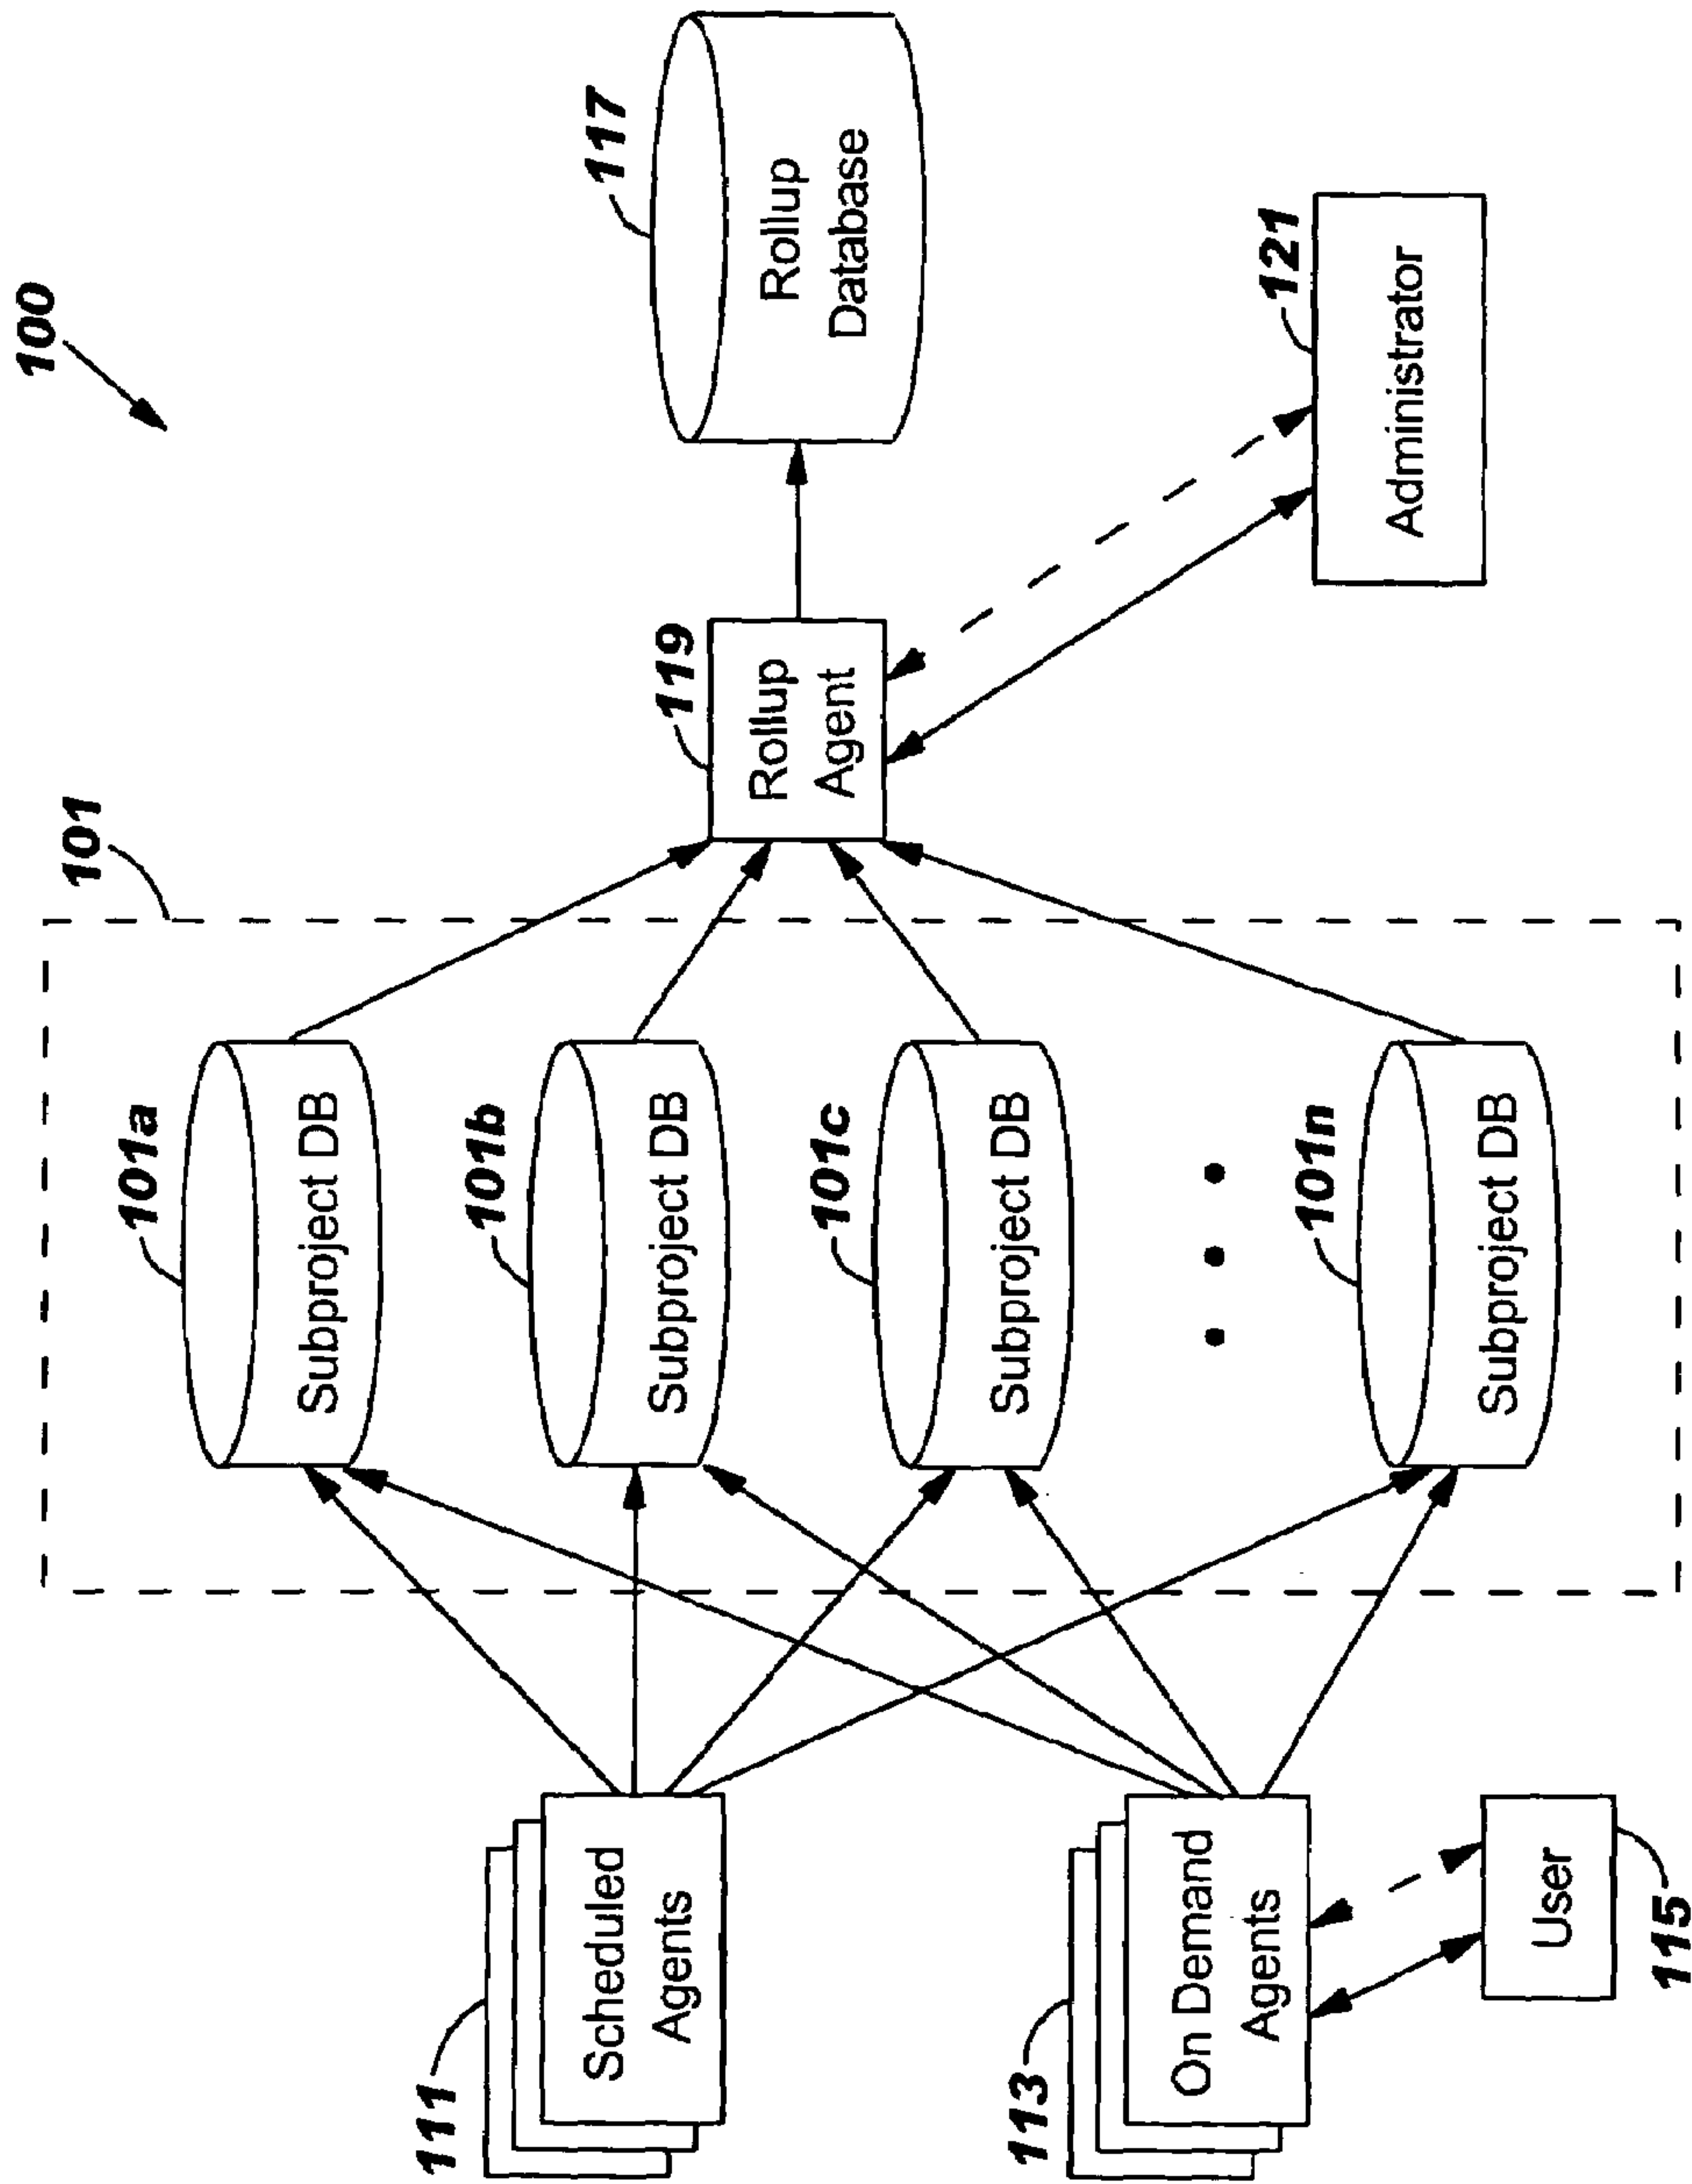 100
101
111
Scheduled
Agents
113
On Demand
Agents
User
115
101a
Subproject DB
101b
Subproject DB
101c
Subproject DB
101n
Subproject DB
119
Rollup
Agent
117
Rollup
Database
121
Administrator